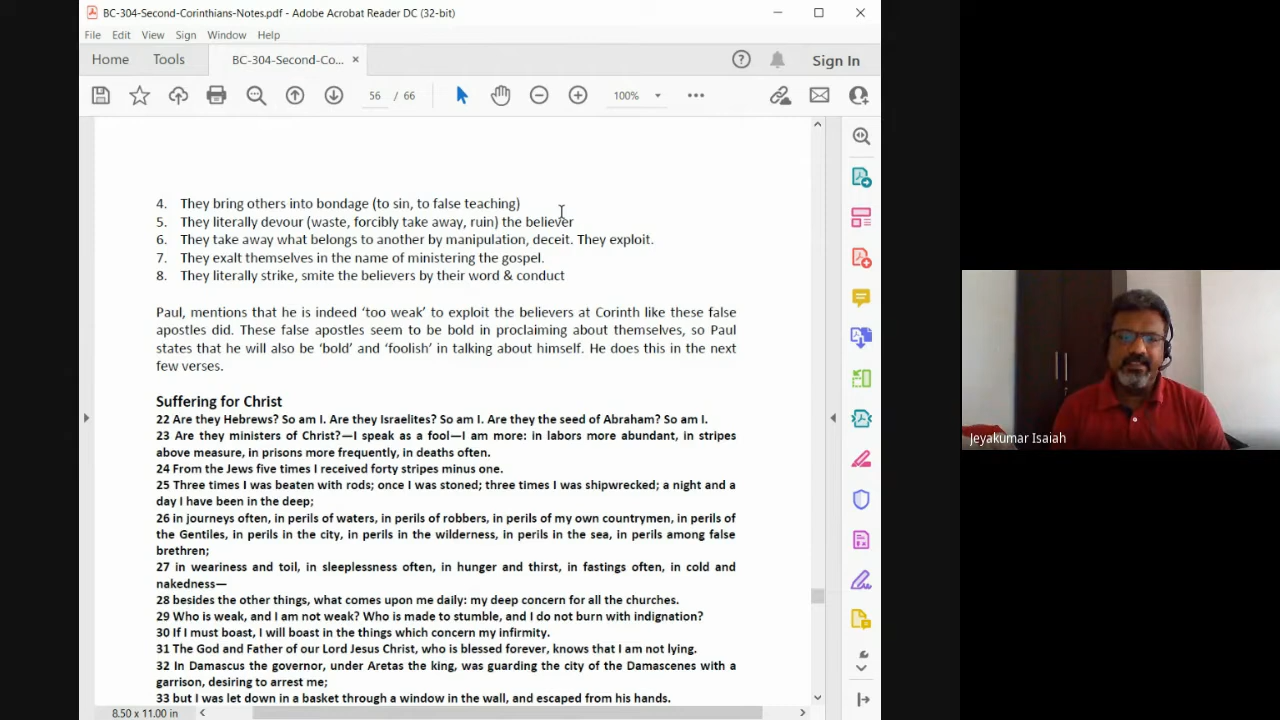 BC-304-Second-Corinthians-Notes.pdf - Adobe Acrobat Reader DC (32-bit)
File Edit View Sign Window Help
Home Tools BC-304-Second-Co... × Sign In
56 / 66 100%
4. They bring others into bondage (to sin, to false teaching)
5. They literally devour (waste, forcibly take away, ruin) the believer
6. They take away what belongs to another by manipulation, deceit. They exploit.
7. They exalt themselves in the name of ministering the gospel.
8. They literally strike, smite the believers by their word & conduct
Paul, mentions that he is indeed ‘too weak’ to exploit the believers at Corinth like these false
apostles did. These false apostles seem to be bold in proclaiming about themselves, so Paul
states that he will also be ‘bold’ and ‘foolish’ in talking about himself. He does this in the next
few verses.
Suffering for Christ
22 Are they Hebrews? So am I. Are they Israelites? So am I. Are they the seed of Abraham? So am I.
23 Are they ministers of Christ?—I speak as a fool—I am more: in labors more abundant, in stripes
above measure, in prisons more frequently, in deaths often.
24 From the Jews five times I received forty stripes minus one.
25 Three times I was beaten with rods; once I was stoned; three times I was shipwrecked; a night and a
day I have been in the deep;
26 in journeys often, in perils of waters, in perils of robbers, in perils of my own countrymen, in perils of
the Gentiles, in perils in the city, in perils in the wilderness, in perils in the sea, in perils among false
brethren;
27 in weariness and toil, in sleeplessness often, in hunger and thirst, in fastings often, in cold and
nakedness—
28 besides the other things, what comes upon me daily: my deep concern for all the churches.
29 Who is weak, and I am not weak? Who is made to stumble, and I do not burn with indignation?
30 If I must boast, I will boast in the things which concern my infirmity.
31 The God and Father of our Lord Jesus Christ, who is blessed forever, knows that I am not lying.
32 In Damascus the governor, under Aretas the king, was guarding the city of the Damascenes with a
garrison, desiring to arrest me;
33 but I was let down in a basket through a window in the wall, and escaped from his hands.
8.50 x 11.00 in
Jeyakumar Isaiah